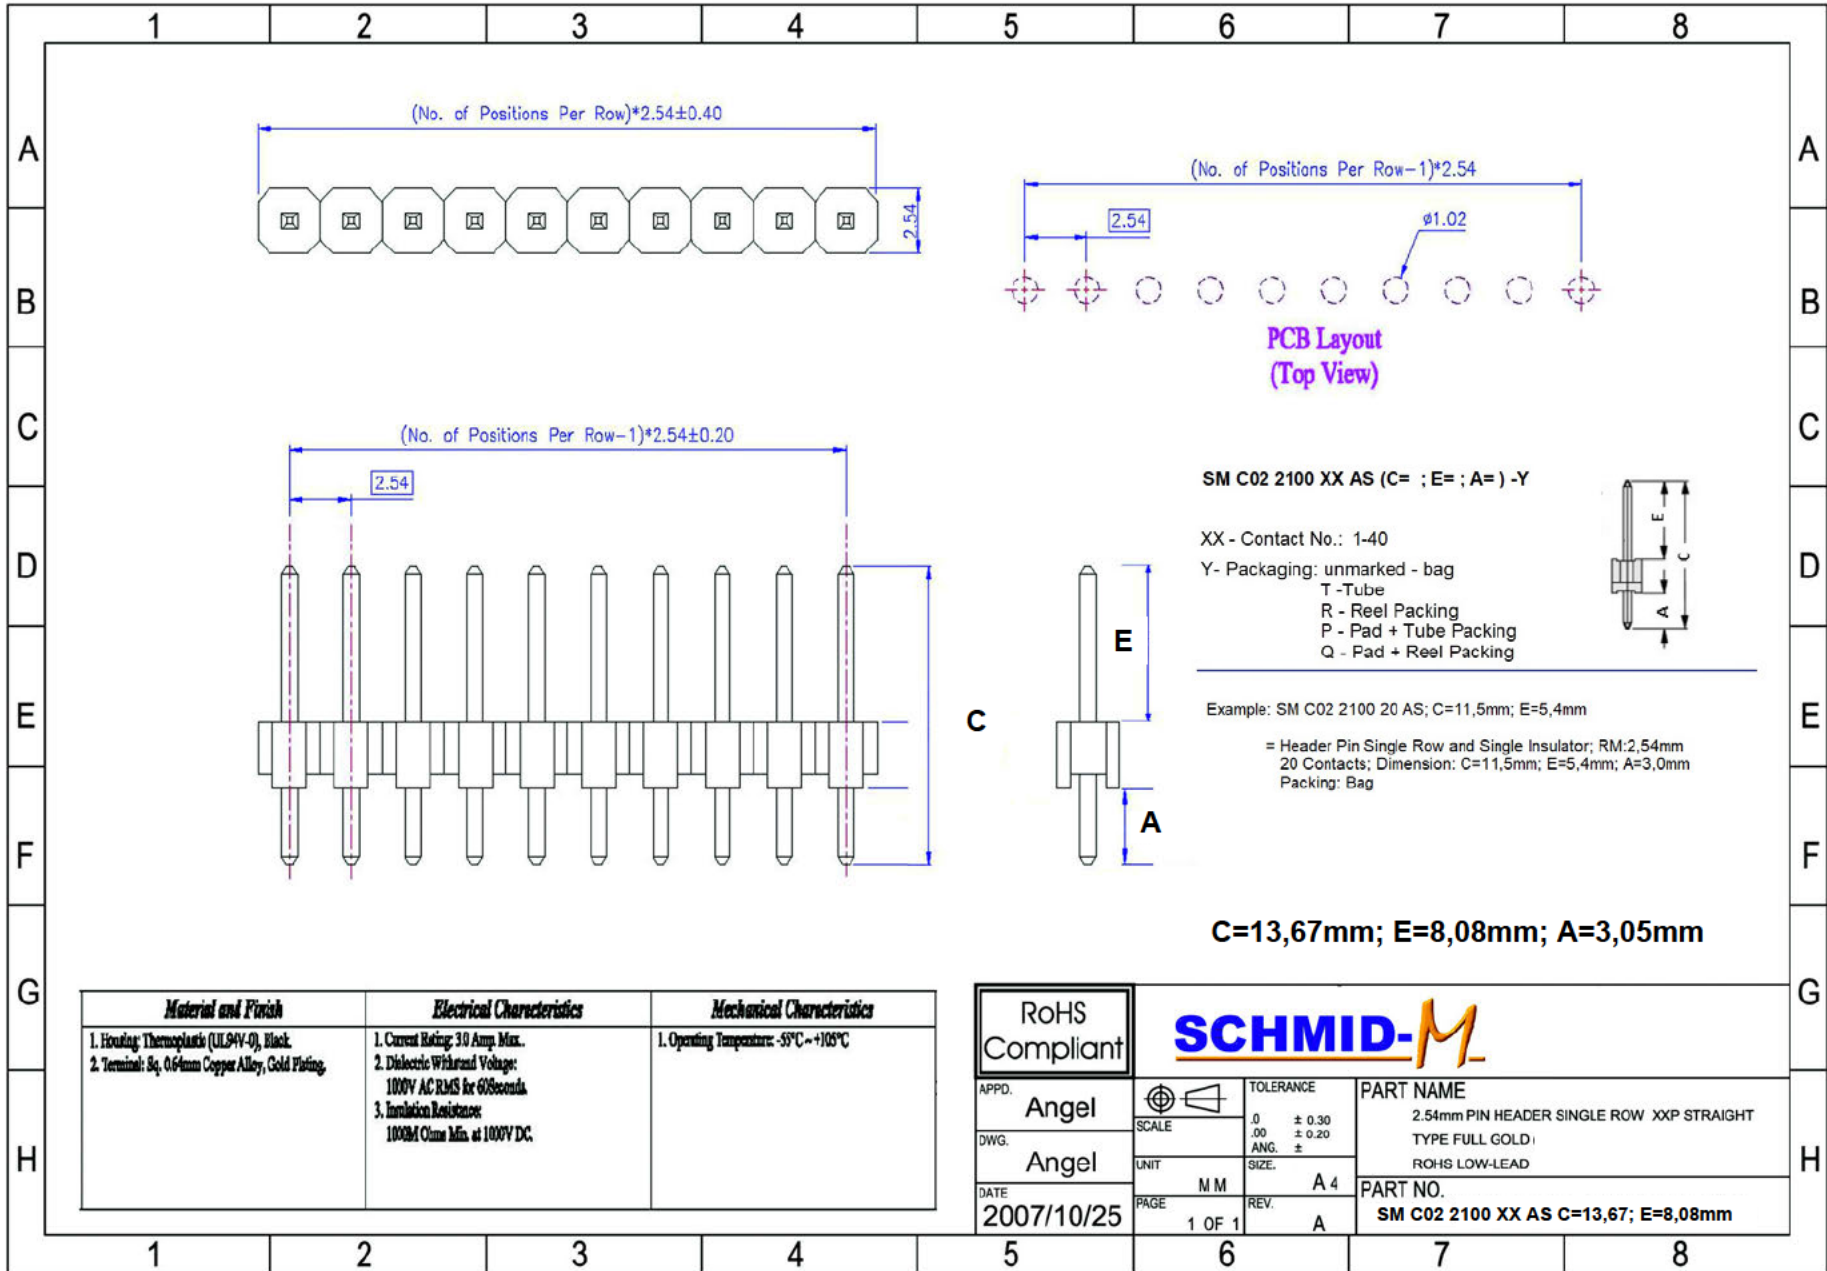 1 2 3 4 5 6 7 8
A
B
C
D
E
F
G
H
(No. of Positions Per Row)*2.54±0.40
2.54
(No. of Positions Per Row-1)*2.54
2.54
ø1.02
PCB Layout
(Top View)
(No. of Positions Per Row-1)*2.54±0.20
2.54
C
E
A
SM C02 2100 XX AS (C= ; E= ; A= ) -Y
XX - Contact No.: 1-40
Y- Packaging: unmarked - bag
T -Tube
R - Reel Packing
P - Pad + Tube Packing
Q - Pad + Reel Packing
E
C
A
Example: SM C02 2100 20 AS; C=11,5mm; E=5,4mm
= Header Pin Single Row and Single Insulator; RM:2,54mm
20 Contacts; Dimension: C=11,5mm; E=5,4mm; A=3,0mm
Packing: Bag
C=13,67mm; E=8,08mm; A=3,05mm
Material and Finish
1. Housing: Thermoplastic (UL94V-0), Black.
2. Terminal: Sq. 0.64mm Copper Alloy, Gold Plating.
Electrical Characteristics
1. Current Rating: 3.0 Amp Max..
2. Dielectric Withstand Voltage:
1000V AC RMS for 60Seconds.
3. Insulation Resistance:
1000M Ohms Min. at 1000V DC.
Mechanical Characteristics
1. Operating Temperature: -55°C ~ +105°C
RoHS
Compliant
SCHMID-M
APPD.
Angel
DWG.
Angel
DATE
2007/10/25
SCALE
UNIT
MM
PAGE
1 OF 1
TOLERANCE
.0 ± 0.30
.00 ± 0.20
ANG. ±
SIZE.
A 4
REV.
A
PART NAME
2.54mm PIN HEADER SINGLE ROW XXP STRAIGHT
TYPE FULL GOLD
ROHS LOW-LEAD
PART NO.
SM C02 2100 XX AS C=13,67; E=8,08mm
A
B
C
D
E
F
G
H
1 2 3 4 5 6 7 8